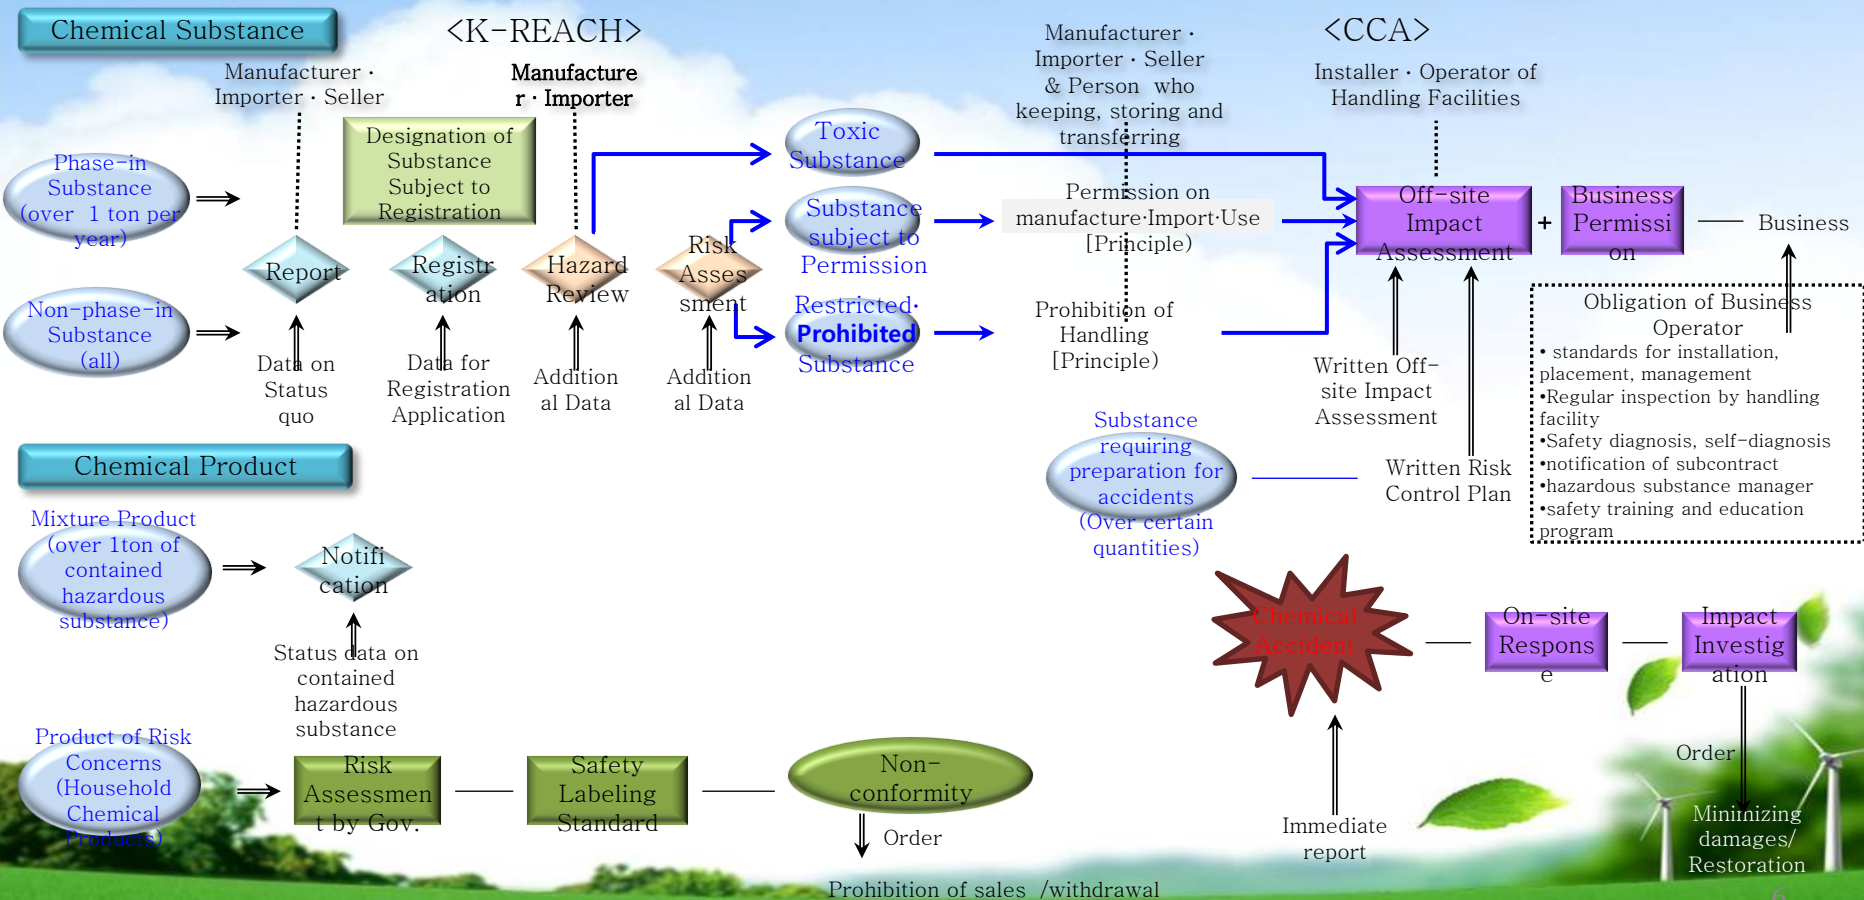 Chemical Substance
<K-REACH>
<CCA>
Manufacturer ·
Importer · Seller
Manufacture
r · Importer
Manufacturer ·
Importer · Seller
& Person who
keeping, storing and
transferring
Installer · Operator of
Handling Facilities
Phase-in
Substance
(over 1 ton per
year)
Non-phase-in
Substance
(all)
Report
Data on
Status
quo
Designation of
Substance
Subject to
Registration
Registr
ation
Data for
Registration
Application
Hazard
Review
Addition
al Data
Risk
Asses
sment
Addition
al Data
Toxic
Substance
Substance
subject to
Permission
Restricted·
Prohibited
Substance
Permission on
manufacture·Import·Use
[Principle)
Prohibition of
Handling
[Principle)
Off-site
Impact
Assessment
+
Business
Permissi
on
Business
Written Off-
site Impact
Assessment
Substance
requiring
preparation for
accidents
(Over certain
quantities)
Written Risk
Control Plan
Obligation of Business
Operator
• standards for installation,
placement, management
•Regular inspection by handling
facility
•Safety diagnosis, self-diagnosis
•notification of subcontract
•hazardous substance manager
•safety training and education
program
Chemical Product
Mixture Product
(over 1ton of
contained
hazardous
substance)
Notifi
cation
Status data on
contained
hazardous
substance
Product of Risk
Concerns
(Household
Chemical
Products)
Risk
Assessmen
t by Gov.
Safety
Labeling
Standard
Non-
conformity
Order
Prohibition of sales /withdrawal
Chemical
Accident
Immediate
report
On-site
Respons
e
Impact
Investig
ation
Order
Minimizing
damages/
Restoration
6